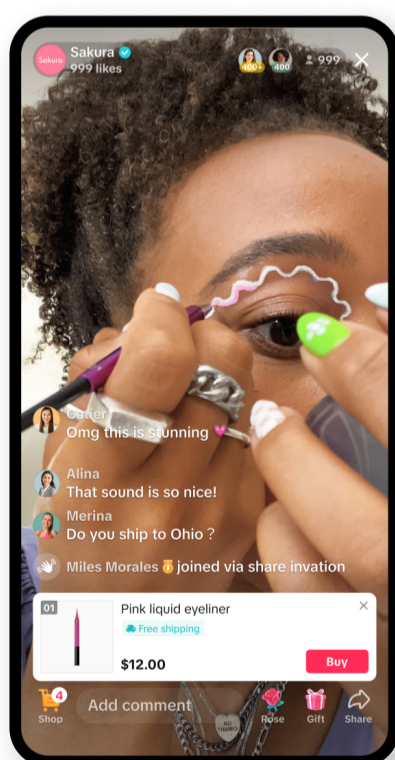 Sakura
Sakura
999 likes
400+
400
999
Carier
Omg this is stunning
Alina
That sound is so nice!
Merina
Do you ship to Ohio ?
Miles Morales joined via share invation
01
Pink liquid eyeliner
Free shipping
$12.00
Buy
4
Shop
Add comment
NO
THANKS
Rose
Gift
Share